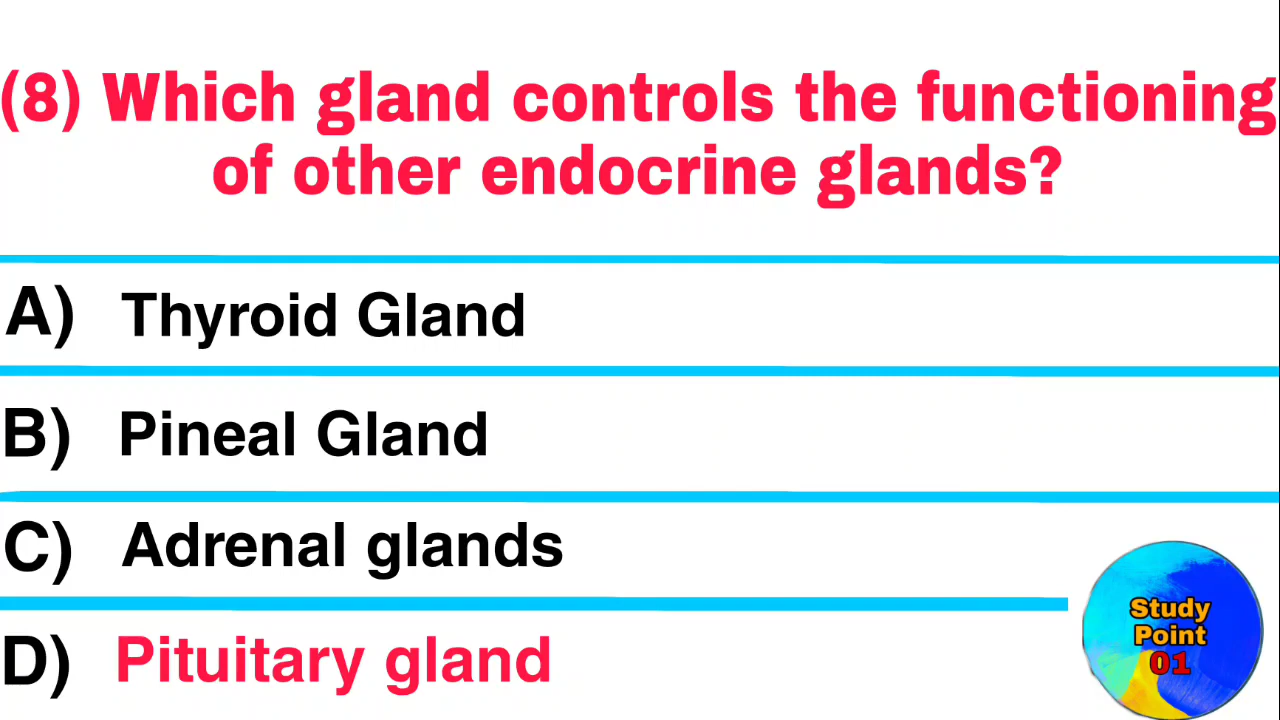 (8) Which gland controls the functioning
of other endocrine glands?
A) Thyroid Gland
B) Pineal Gland
C) Adrenal glands
D) Pituitary gland
Study
Point
01